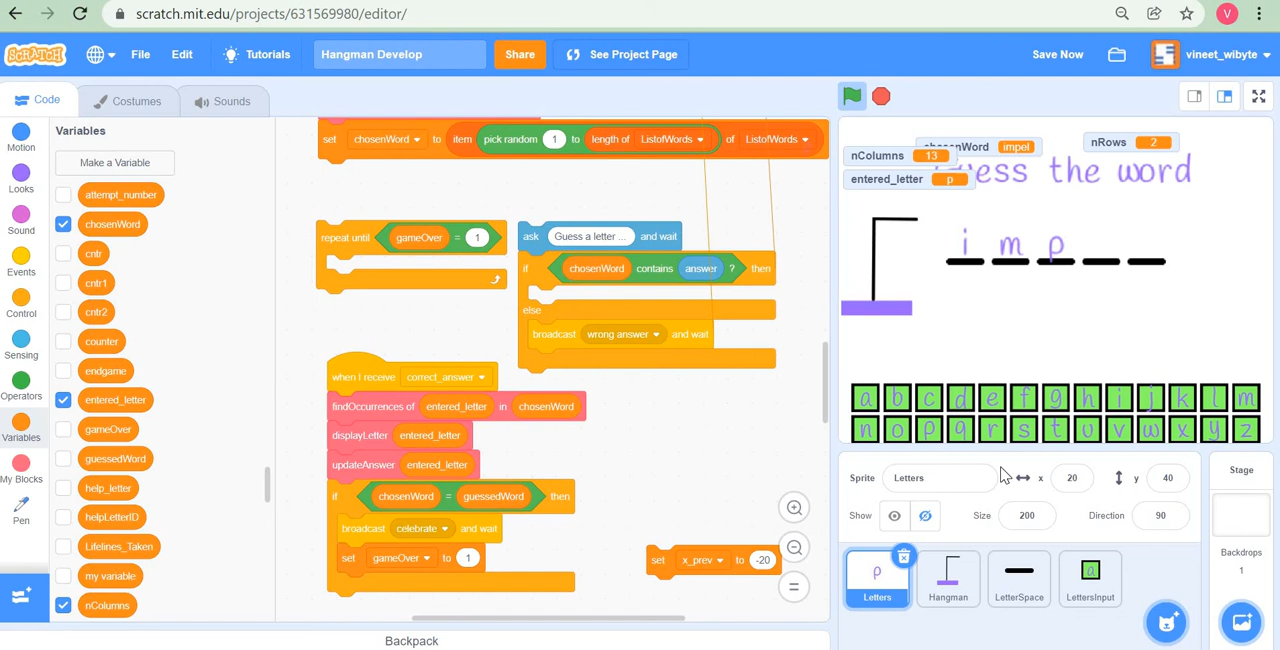 scratch.mit.edu/projects/631569980/editor/
V
SCRATCH File Edit Tutorials Hangman Develop Share See Project Page Save Now vineet_wibyte
Code Costumes Sounds
Motion
Looks
Sound
Events
Control
Sensing
Operators
Variables
My Blocks
Pen
Variables
Make a Variable
attempt_number
chosenWord
cntr
cntr1
cntr2
counter
endgame
entered_letter
gameOver
guessedWord
help_letter
helpLetterID
Lifelines_Taken
my variable
nColumns
set chosenWord to item pick random 1 to length of ListofWords of ListofWords
repeat until gameOver = 1
ask Guess a letter ... and wait
if chosenWord contains answer ? then
else
broadcast wrong answer and wait
when I receive correct_answer
findOccurrences of entered_letter in chosenWord
displayLetter entered_letter
updateAnswer entered_letter
if chosenWord = guessedWord then
broadcast celebrate and wait
set gameOver to 1
set x_prev to -20
Backpack
impel
nRows 2
nColumns 13
entered_letter p
ess the word
i m p
a b c d e f g h i j k l m
n o p q r s t u v w x y z
Sprite Letters x 20 y 40
Show Size 200 Direction 90
p
Letters
Hangman
LetterSpace
a
LettersInput
Stage
Backdrops
1